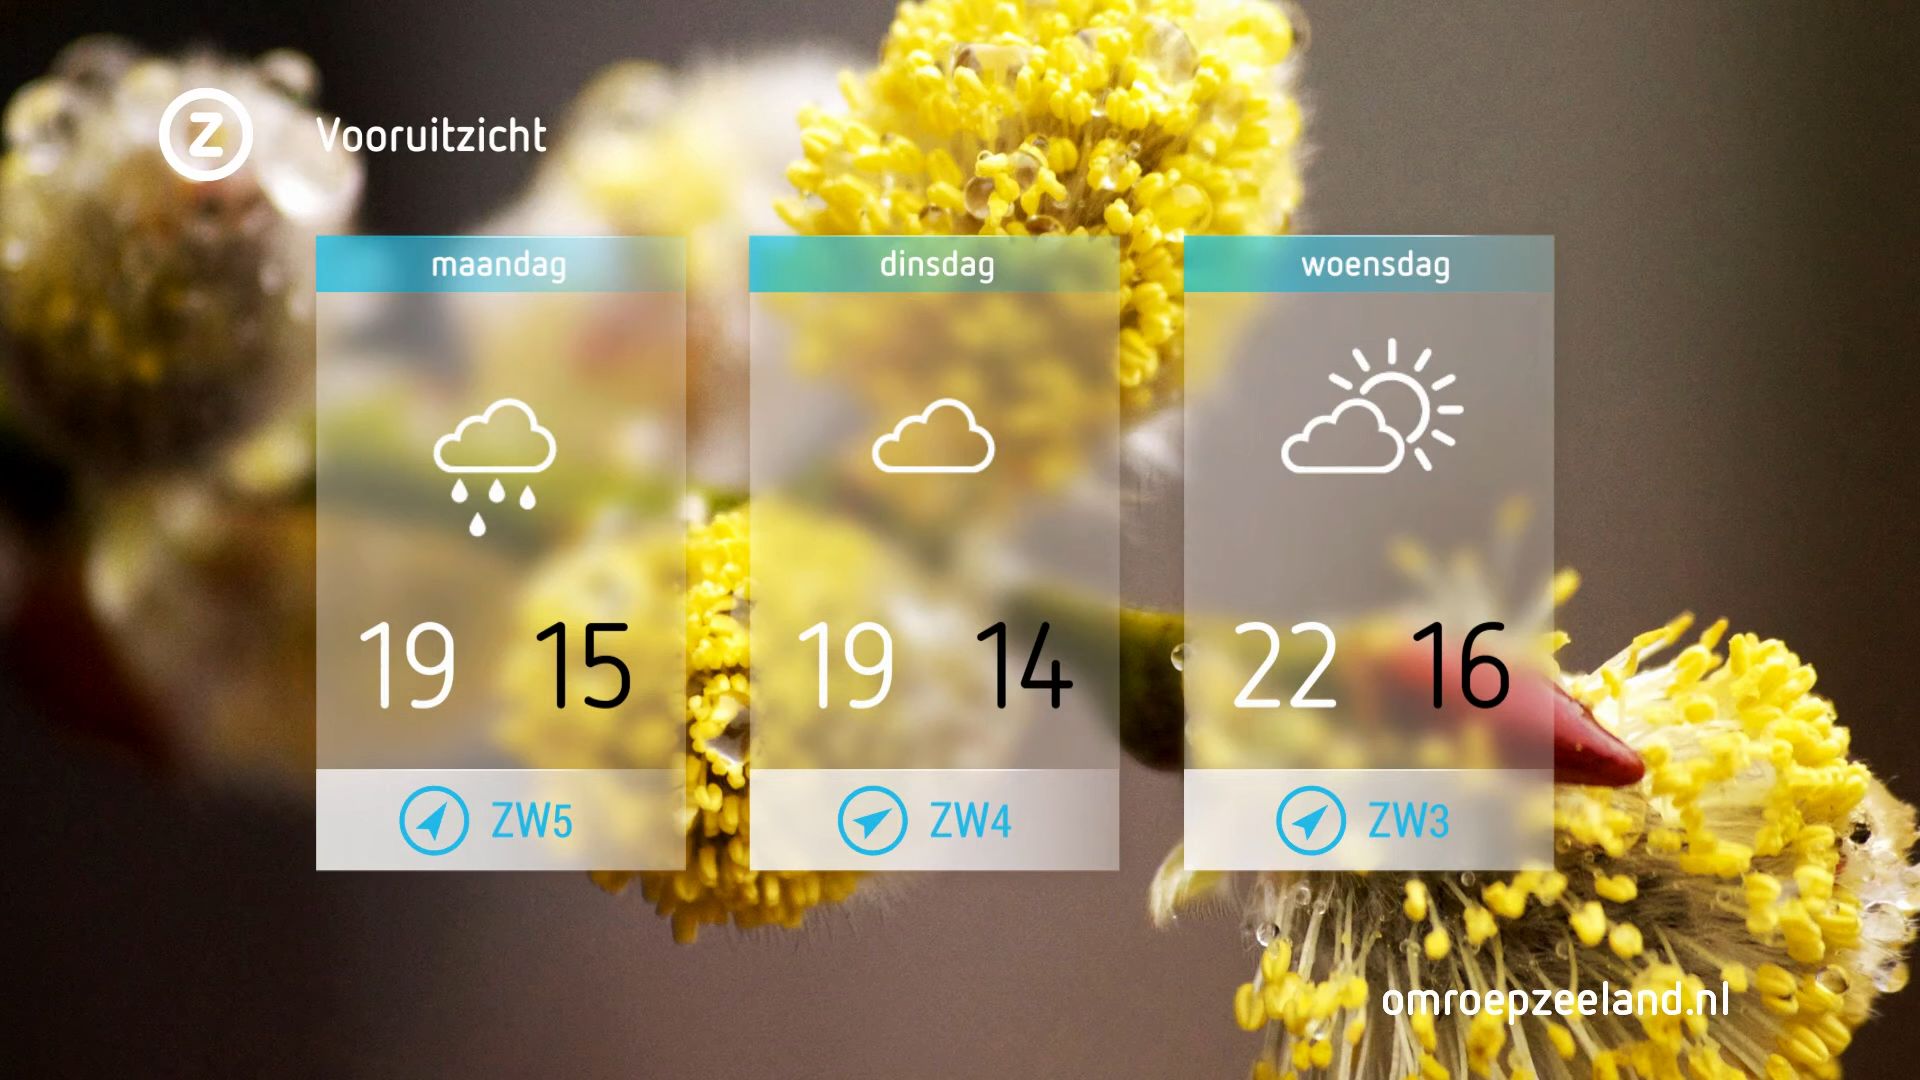 Z Vooruitzicht
maandag dinsdag woensdag
19 15 19 14 22 16
ZW5 ZW4 ZW3
omroepzeeland.nl